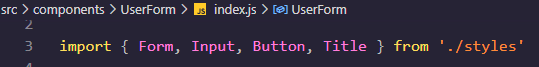 src > components > UserForm > JS index.js > UserForm
2
3 import { Form, Input, Button, Title } from './styles'